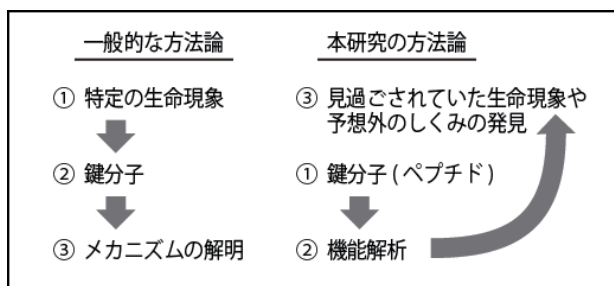 一般的な方法論
① 特定の生命現象
② 鍵分子
③ メカニズムの解明
本研究の方法論
③ 見過ごされていた生命現象や
予想外のしくみの発見
① 鍵分子 ( ペプチド )
② 機能解析